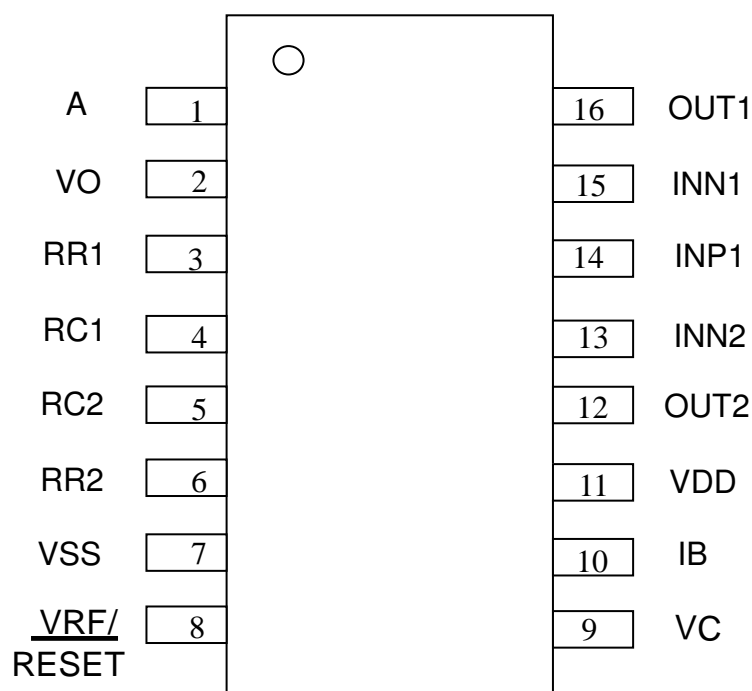 A 1 16 OUT1
VO 2 15 INN1
RR1 3 14 INP1
RC1 4 13 INN2
RC2 5 12 OUT2
RR2 6 11 VDD
VSS 7 10 IB
VRF/ 8 9 VC
RESET